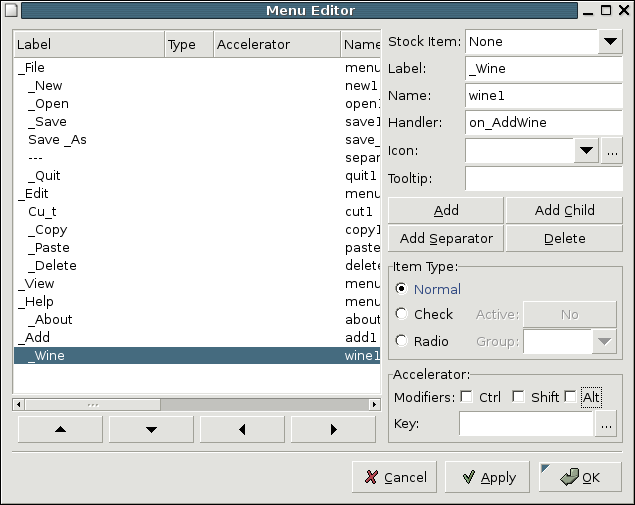 Menu Editor
Label Type Accelerator Name
_File menu
_New new1
_Open open1
_Save save1
Save _As save_
--- separ
_Quit quit1
_Edit menu
Cu_t cut1
_Copy copy1
_Paste paste
_Delete delete
_View menu
_Help menu
_About about
_Add add1
_Wine wine1
Stock Item: None
Label: _Wine
Name: wine1
Handler: on_AddWine
Icon: ...
Tooltip:
Add Add Child
Add Separator Delete
Item Type:
Normal
Check Active: No
Radio Group:
Accelerator:
Modifiers: Ctrl Shift Alt
Key: ...
Cancel Apply OK